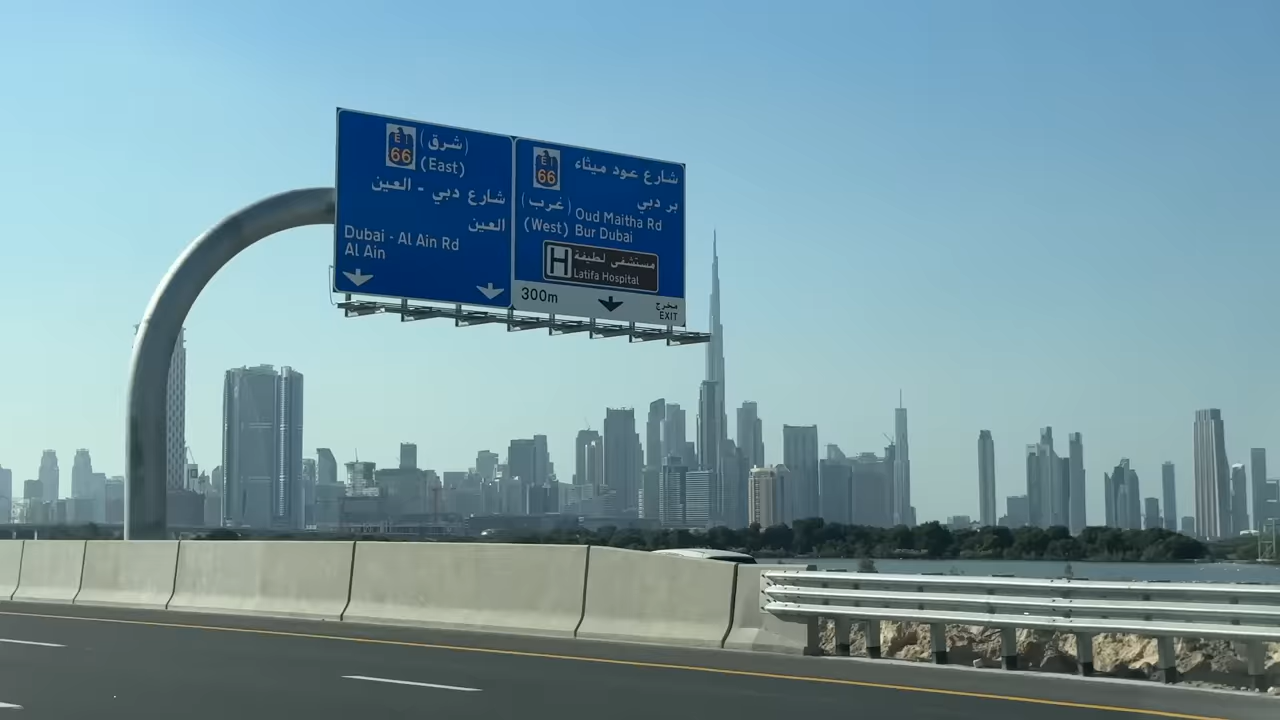 E 66
(شرق)
(East)
شارع دبي - العين
العين
Dubai - Al Ain Rd
Al Ain
E 66
شارع عود ميثاء
بر دبي
(غرب)
Oud Maitha Rd
(West) Bur Dubai
H مستشفى لطيفة
Latifa Hospital
300m
مخرج
EXIT